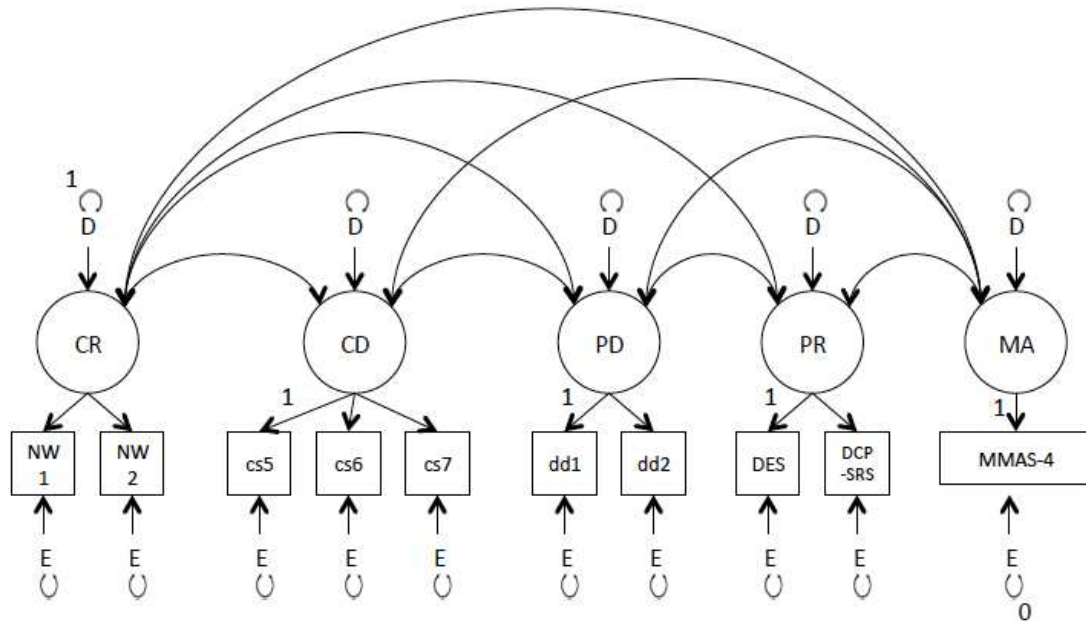 1
D D D D D
CR CD PD PR MA
1 1 1 1
NW
1
NW
2
cs5 cs6 cs7 dd1 dd2 DES
DCP
-SRS
MMAS-4
E E E E E E E E E E
0